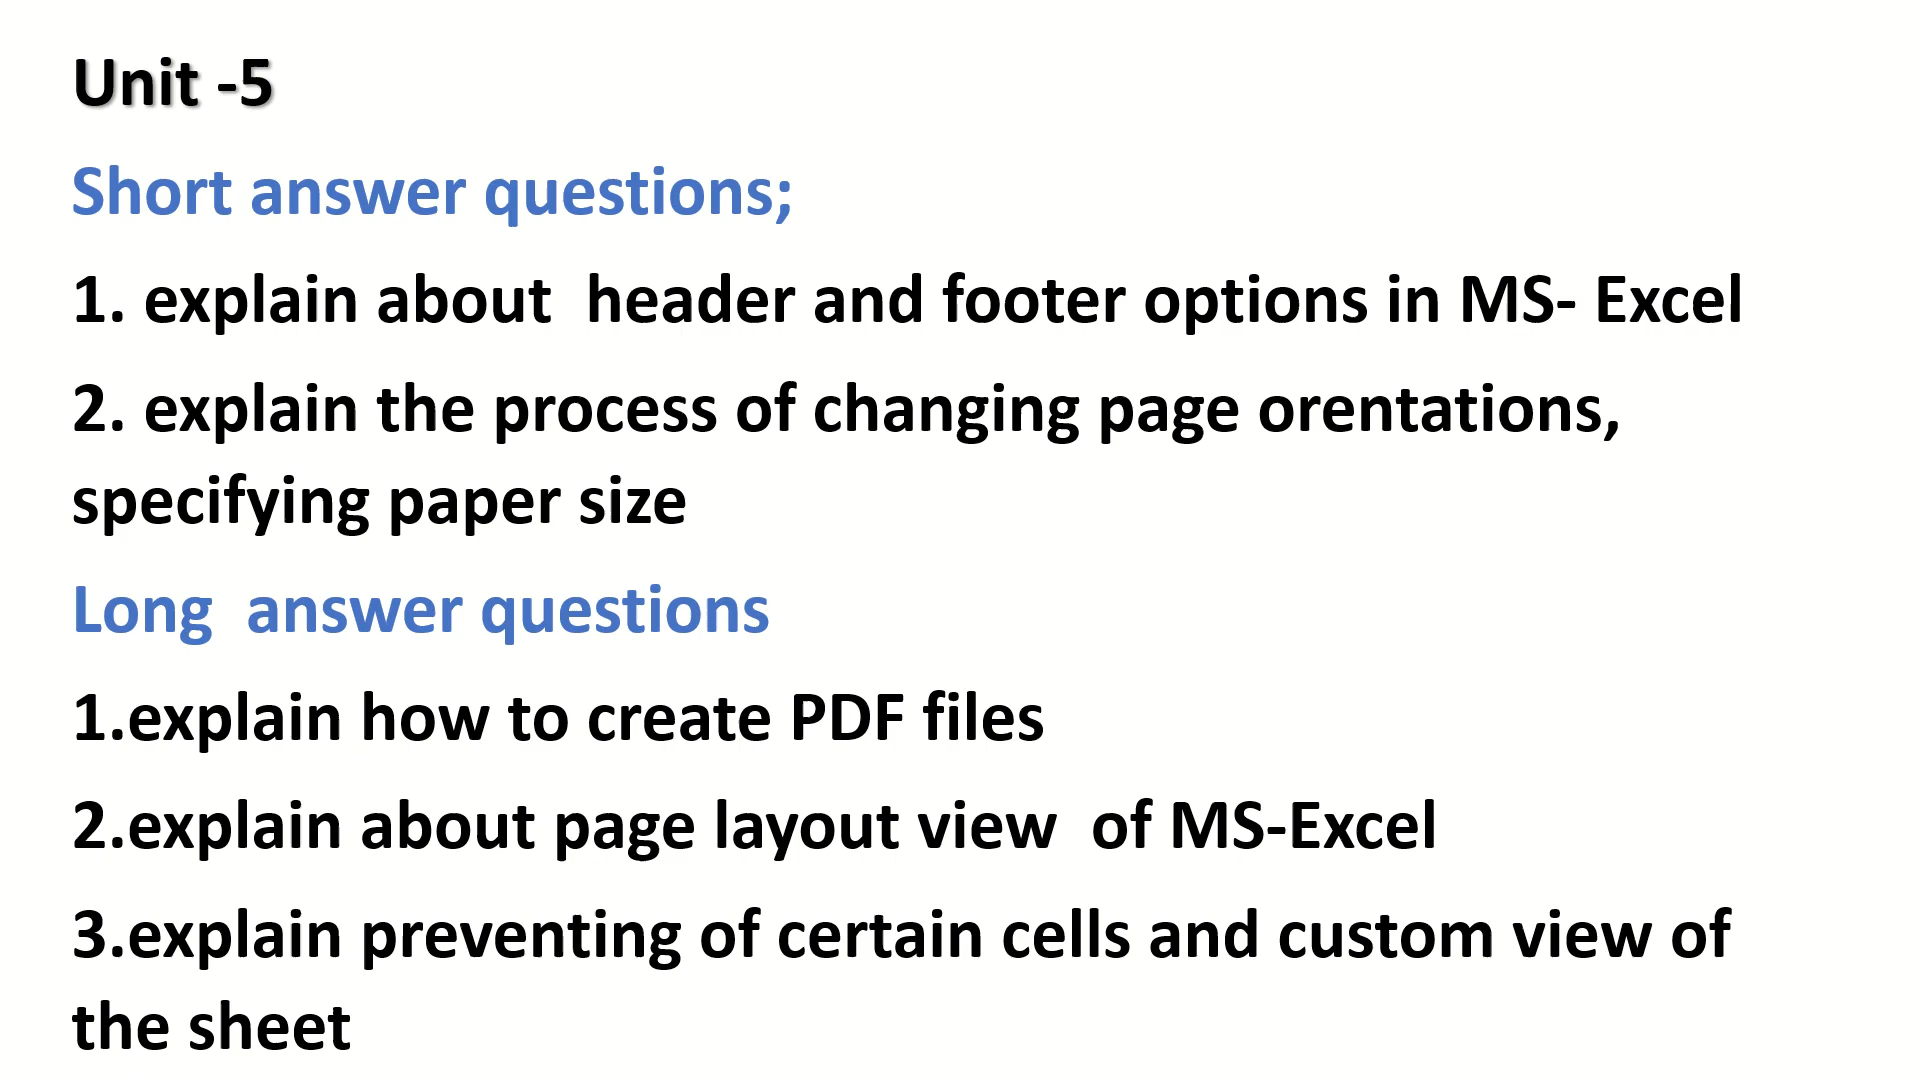 Unit -5
Short answer questions;
1. explain about  header and footer options in MS- Excel
2. explain the process of changing page orentations,
specifying paper size
Long  answer questions
1.explain how to create PDF files
2.explain about page layout view  of MS-Excel
3.explain preventing of certain cells and custom view of
the sheet